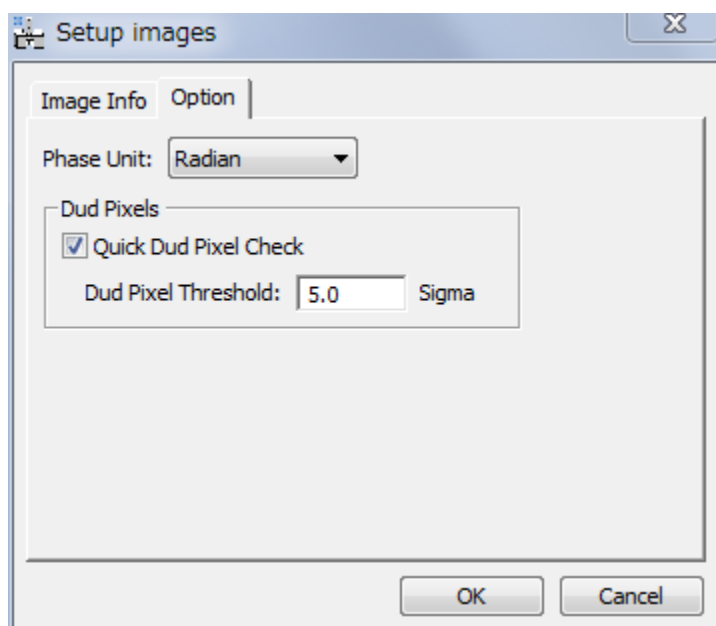 Setup images
Image Info Option
Phase Unit: Radian
Dud Pixels
Quick Dud Pixel Check
Dud Pixel Threshold: 5.0 Sigma
OK Cancel